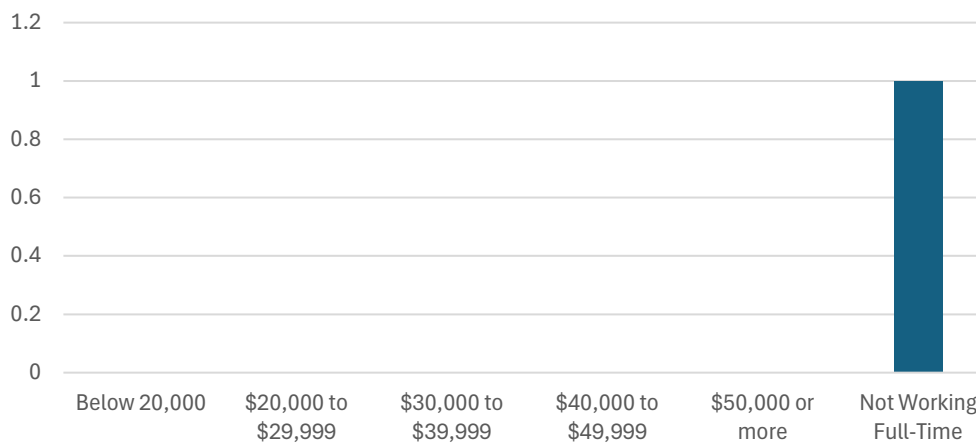 1.2
1
0.8
0.6
0.4
0.2
0
Below 20,000
$20,000 to
$29,999
$30,000 to
$39,999
$40,000 to
$49,999
$50,000 or
more
Not Working
Full-Time